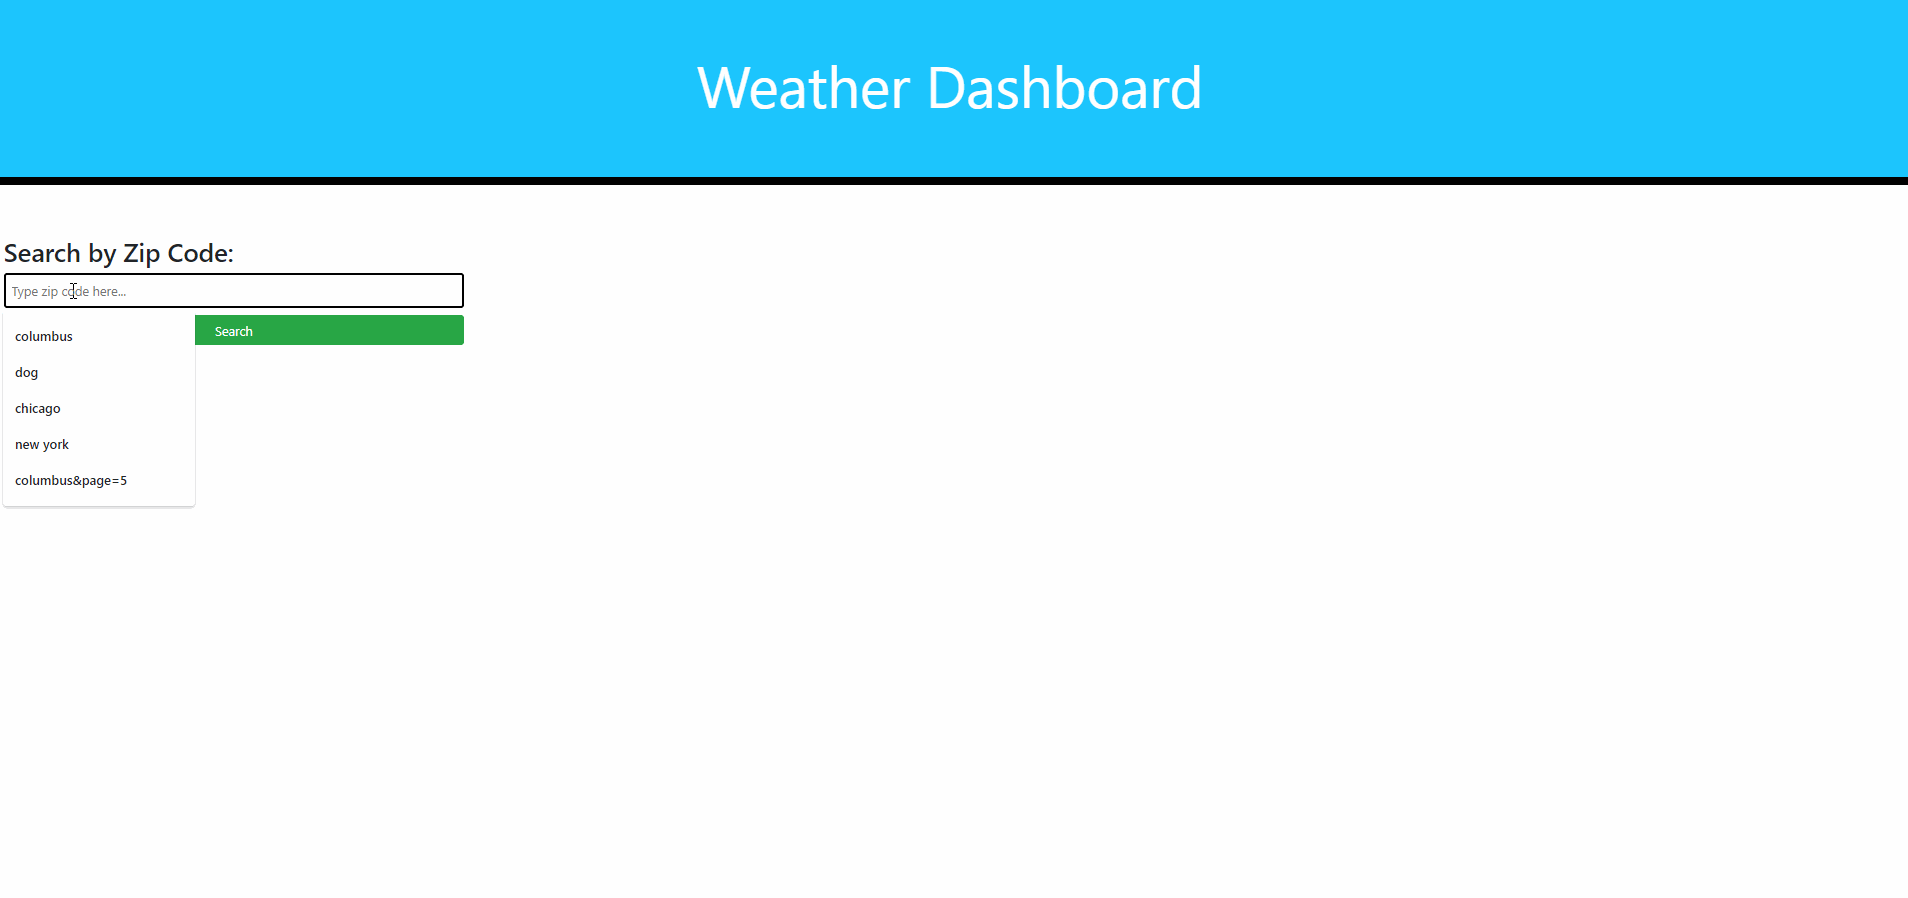 Weather Dashboard
Search by Zip Code:
Type zip code here...
Search
columbus
dog
chicago
new york
columbus&page=5